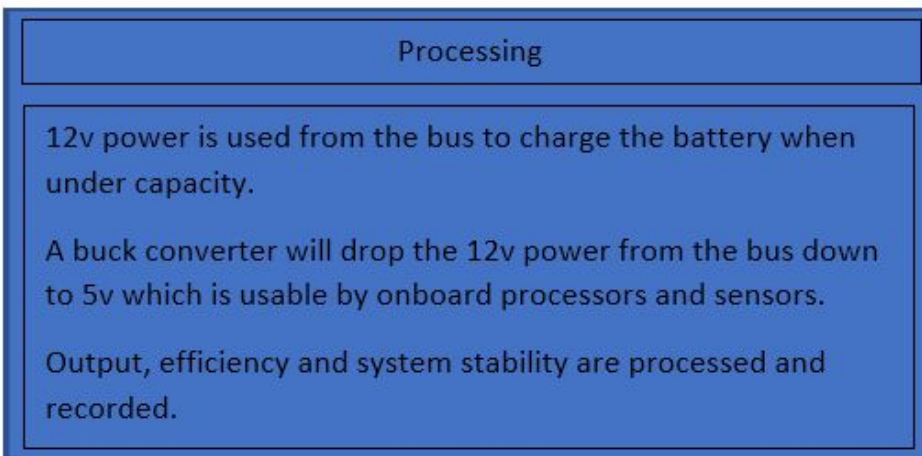 Processing
12v power is used from the bus to charge the battery when
under capacity.
A buck converter will drop the 12v power from the bus down
to 5v which is usable by onboard processors and sensors.
Output, efficiency and system stability are processed and
recorded.